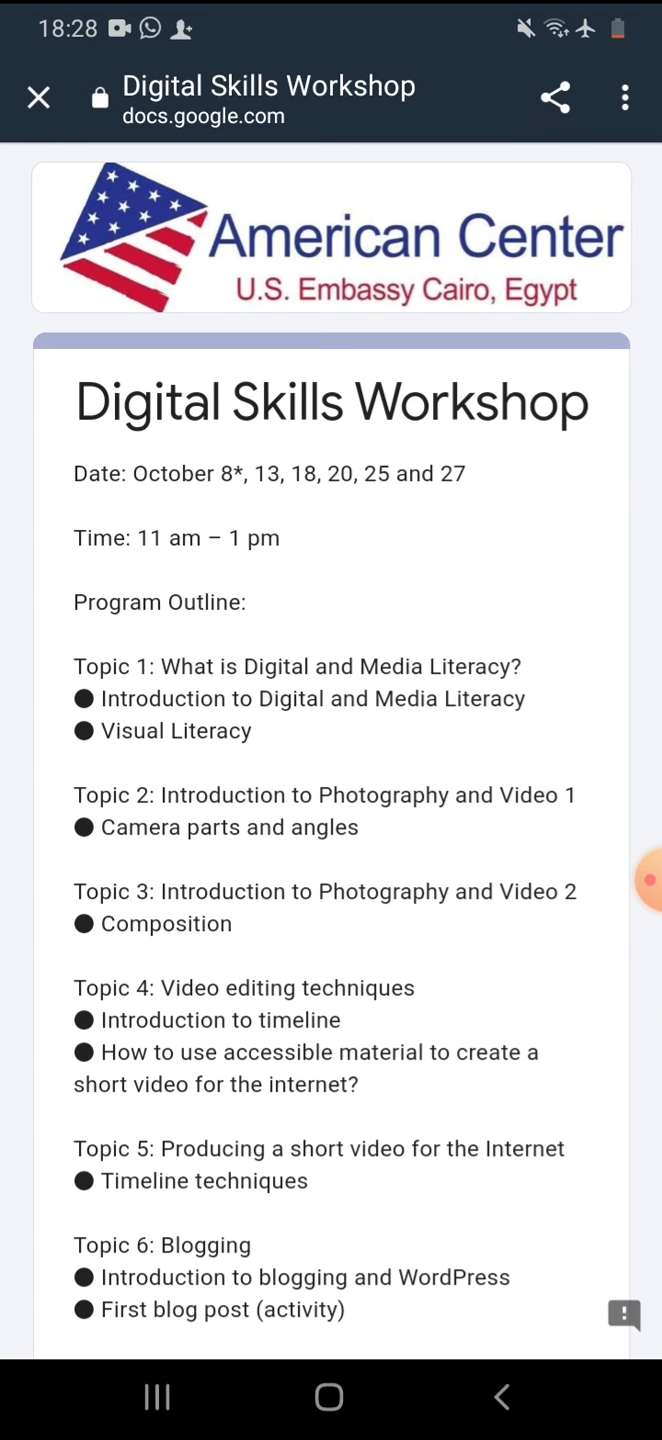 18:28
Digital Skills Workshop
docs.google.com
American Center
U.S. Embassy Cairo, Egypt
Digital Skills Workshop
Date: October 8*, 13, 18, 20, 25 and 27
Time: 11 am – 1 pm
Program Outline:
Topic 1: What is Digital and Media Literacy?
● Introduction to Digital and Media Literacy
● Visual Literacy
Topic 2: Introduction to Photography and Video 1
● Camera parts and angles
Topic 3: Introduction to Photography and Video 2
● Composition
Topic 4: Video editing techniques
● Introduction to timeline
● How to use accessible material to create a
short video for the internet?
Topic 5: Producing a short video for the Internet
● Timeline techniques
Topic 6: Blogging
● Introduction to blogging and WordPress
● First blog post (activity)